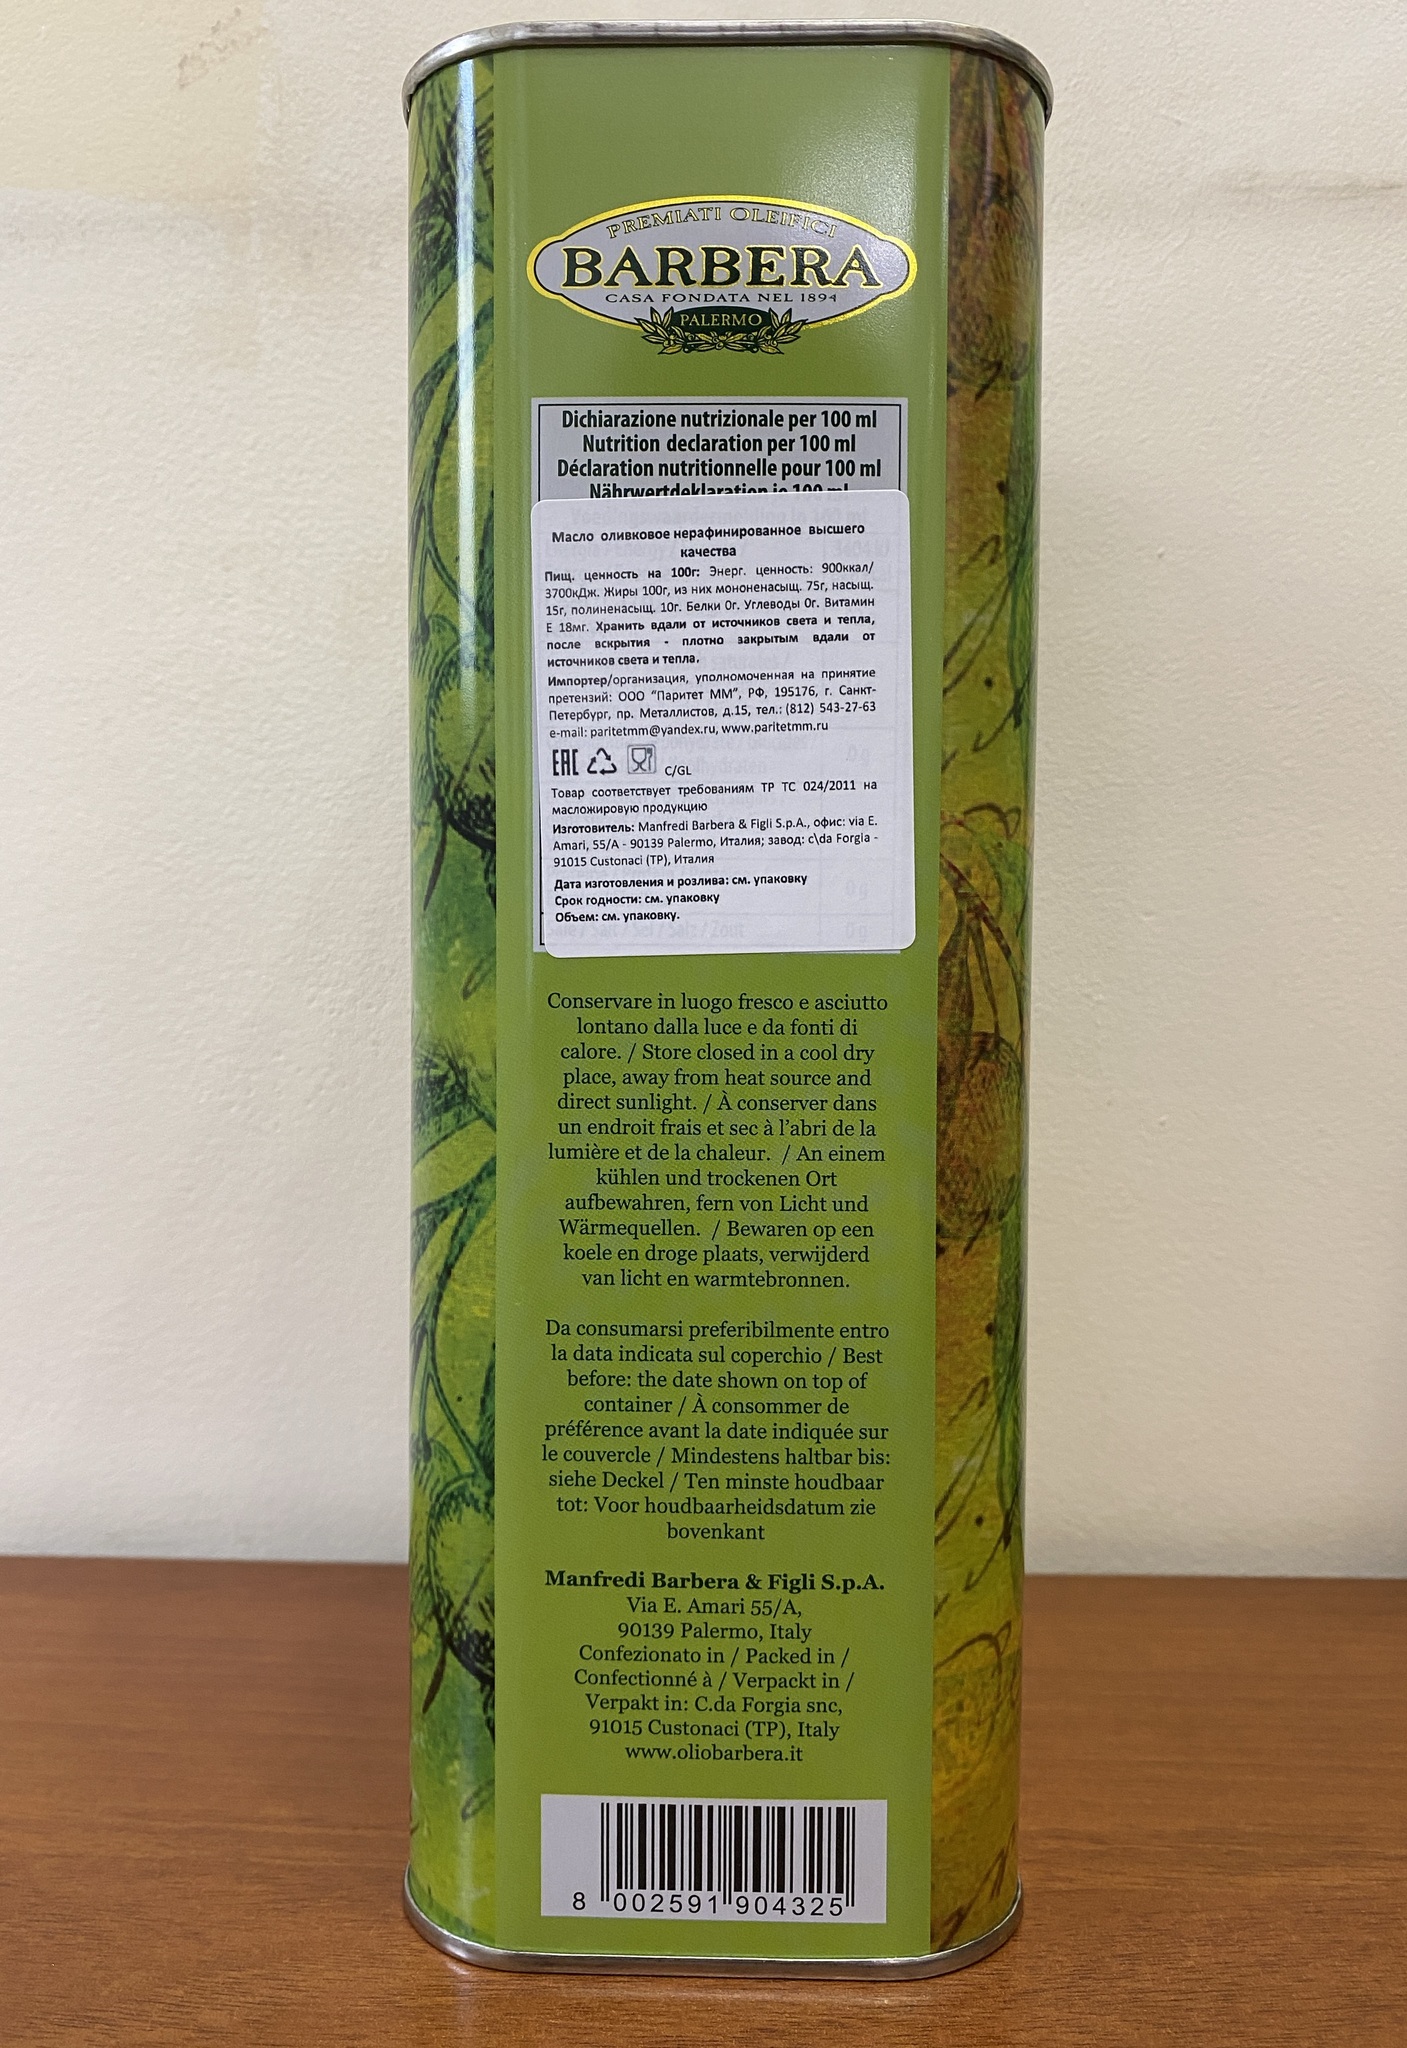 PREMIATI OLEIFICI
BARBERA
CASA FONDATA NEL 1894
PALERMO
Dichiarazione nutrizionale per 100 ml
Nutrition declaration per 100 ml
Déclaration nutritionnelle pour 100 ml
Nährwertdeklaration je 100 ml
Масло оливковое нерафинированное высшего
качества
Пищ. ценность на 100г: Энерг. ценность: 900ккал/
3700кДж. Жиры 100г, из них мононенасыщ. 75г, насыщ.
15г, полиненасыщ. 10г. Белки 0г. Углеводы 0г. Витамин
Е 18мг. Хранить вдали от источников света и тепла,
после вскрытия - плотно закрытым вдали от
источников света и тепла.
Импортер/организация, уполномоченная на принятие
претензий: ООО "Паритет ММ", РФ, 195176, г. Санкт-
Петербург, пр. Металлистов, д.15, тел.: (812) 543-27-63
e-mail: paritetmm@yandex.ru, www.paritetmm.ru
EAC C/GL
Товар соответствует требованиям ТР ТС 024/2011 на
масложировую продукцию
Изготовитель: Manfredi Barbera & Figli S.p.A., офис: via E.
Amari, 55/A - 90139 Palermo, Италия; завод: c\da Forgia -
91015 Custonaci (TP), Италия
Дата изготовления и розлива: см. упаковку
Срок годности: см. упаковку
Объем: см. упаковку.
Sale / Salt / Sel / Salz / Zout 0 g
Conservare in luogo fresco e asciutto
lontano dalla luce e da fonti di
calore. / Store closed in a cool dry
place, away from heat source and
direct sunlight. / À conserver dans
un endroit frais et sec à l'abri de la
lumière et de la chaleur. / An einem
kühlen und trockenen Ort
aufbewahren, fern von Licht und
Wärmequellen. / Bewaren op een
koele en droge plaats, verwijderd
van licht en warmtebronnen.
Da consumarsi preferibilmente entro
la data indicata sul coperchio / Best
before: the date shown on top of
container / À consommer de
préférence avant la date indiquée sur
le couvercle / Mindestens haltbar bis:
siehe Deckel / Ten minste houdbaar
tot: Voor houdbaarheidsdatum zie
bovenkant
Manfredi Barbera & Figli S.p.A.
Via E. Amari 55/A,
90139 Palermo, Italy
Confezionato in / Packed in /
Confectionné à / Verpackt in /
Verpakt in: C.da Forgia snc,
91015 Custonaci (TP), Italy
www.oliobarbera.it
8 002591 904325